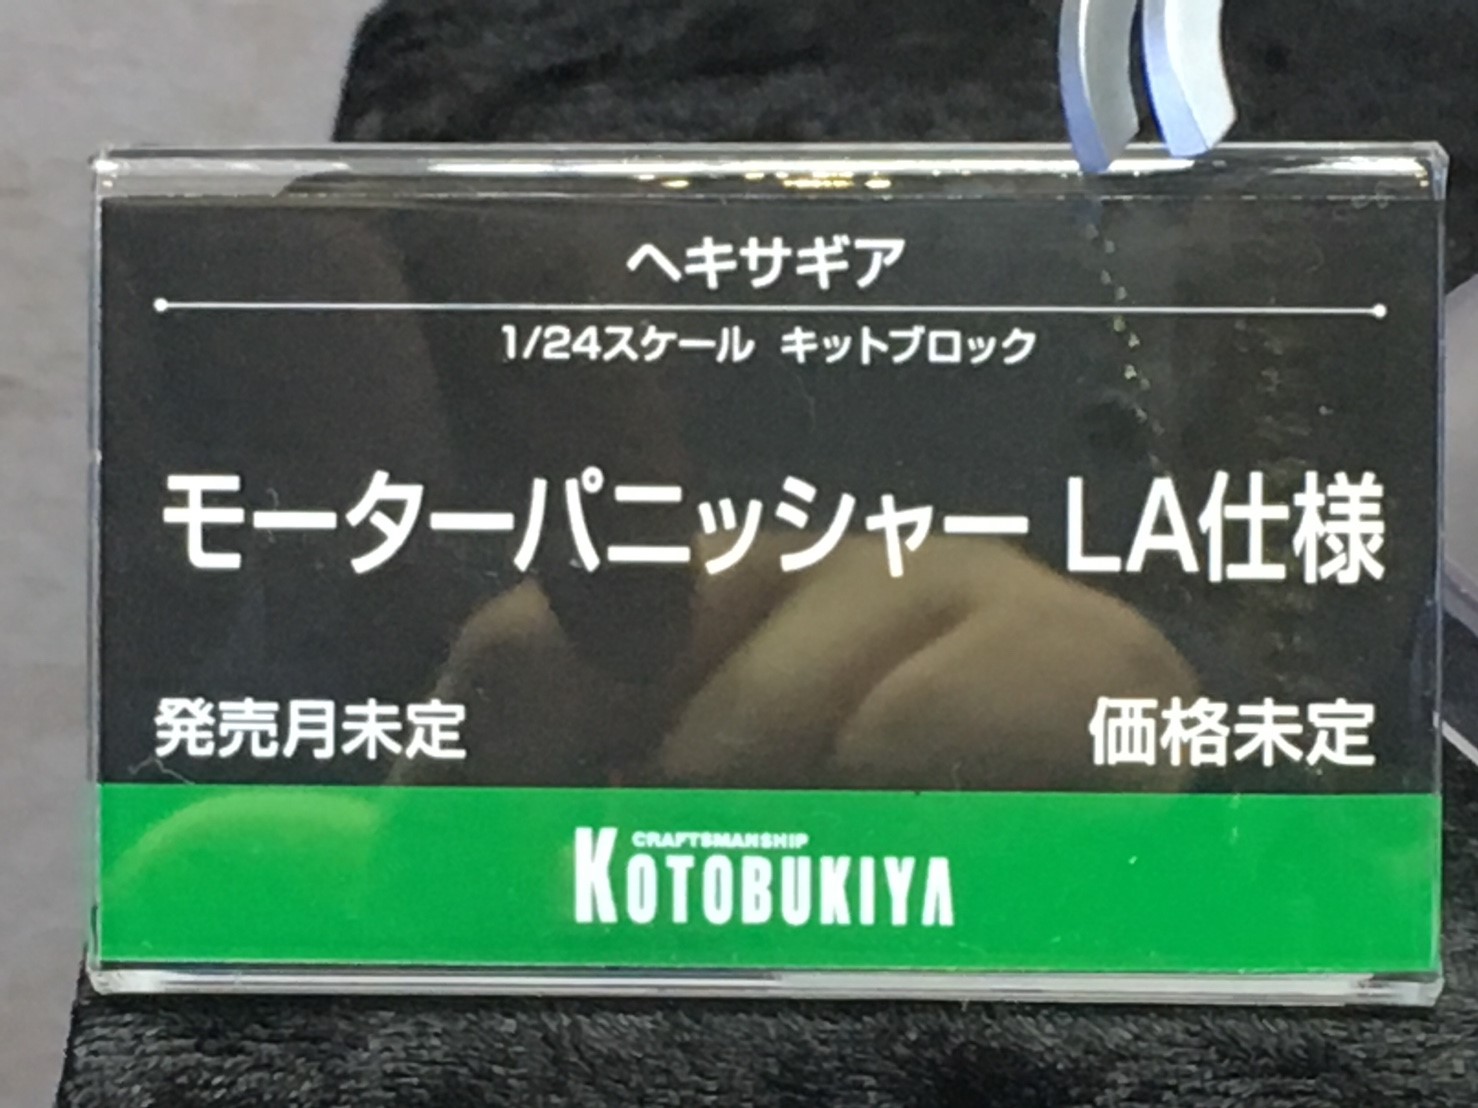 ヘキサギア
1/24スケール キットブロック
モーターパニッシャー LA仕様
発売月未定
価格未定
CRAFTSMANSHIP
KOTOBUKIYA